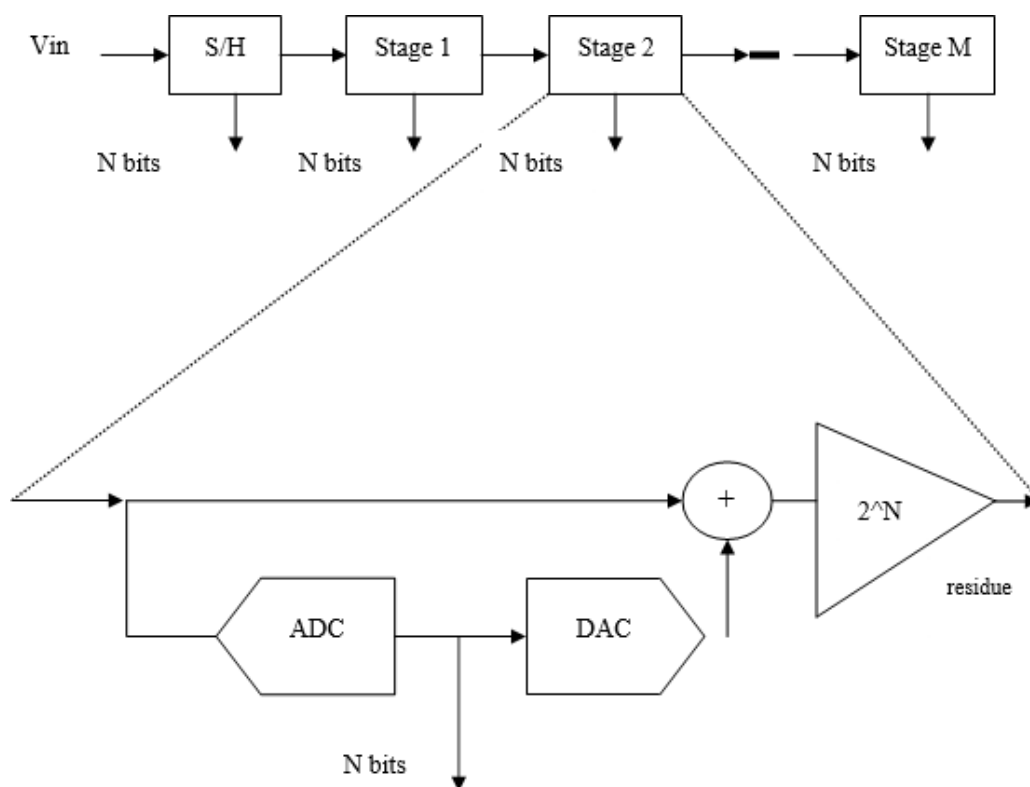 Vin
S/H
Stage 1
Stage 2
Stage M
N bits
N bits
N bits
N bits
+
2^N
residue
ADC
DAC
N bits